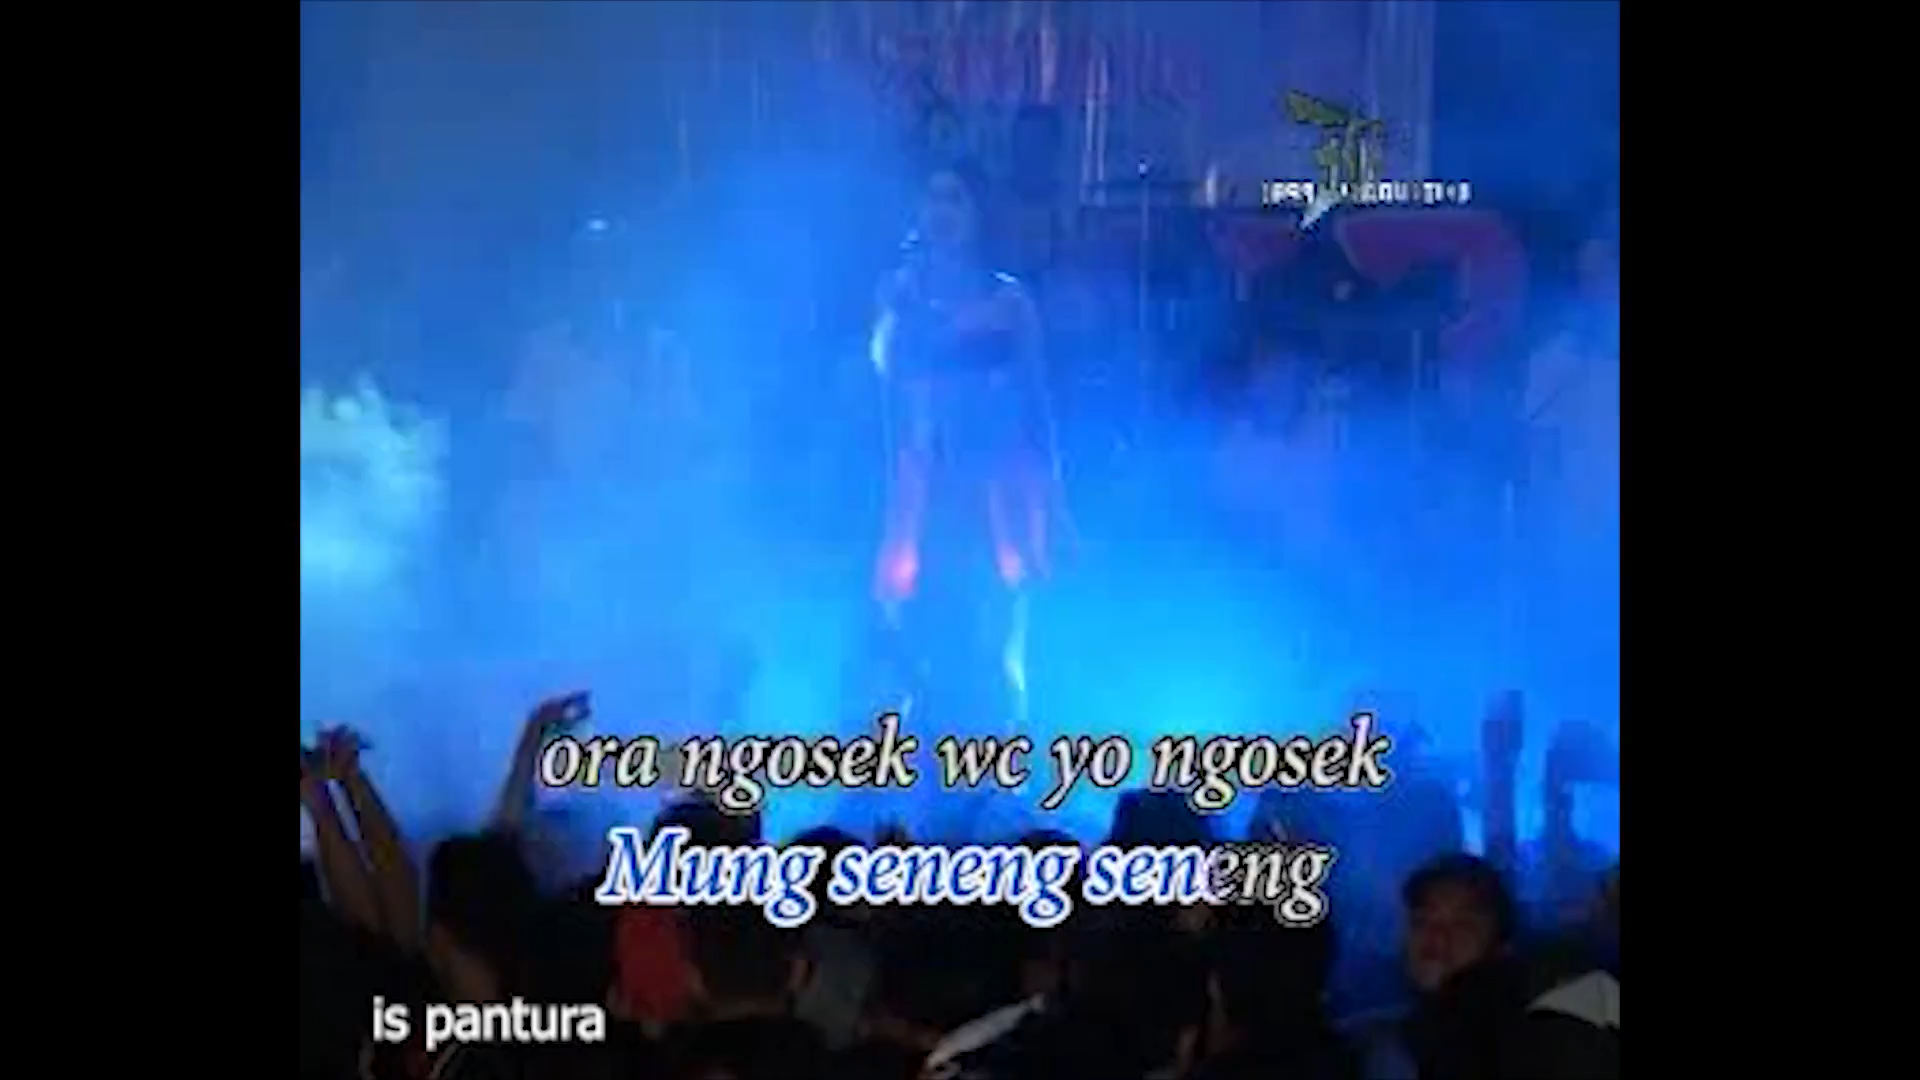 ora ngosek wc yo ngosek
Mung seneng seneng
is pantura